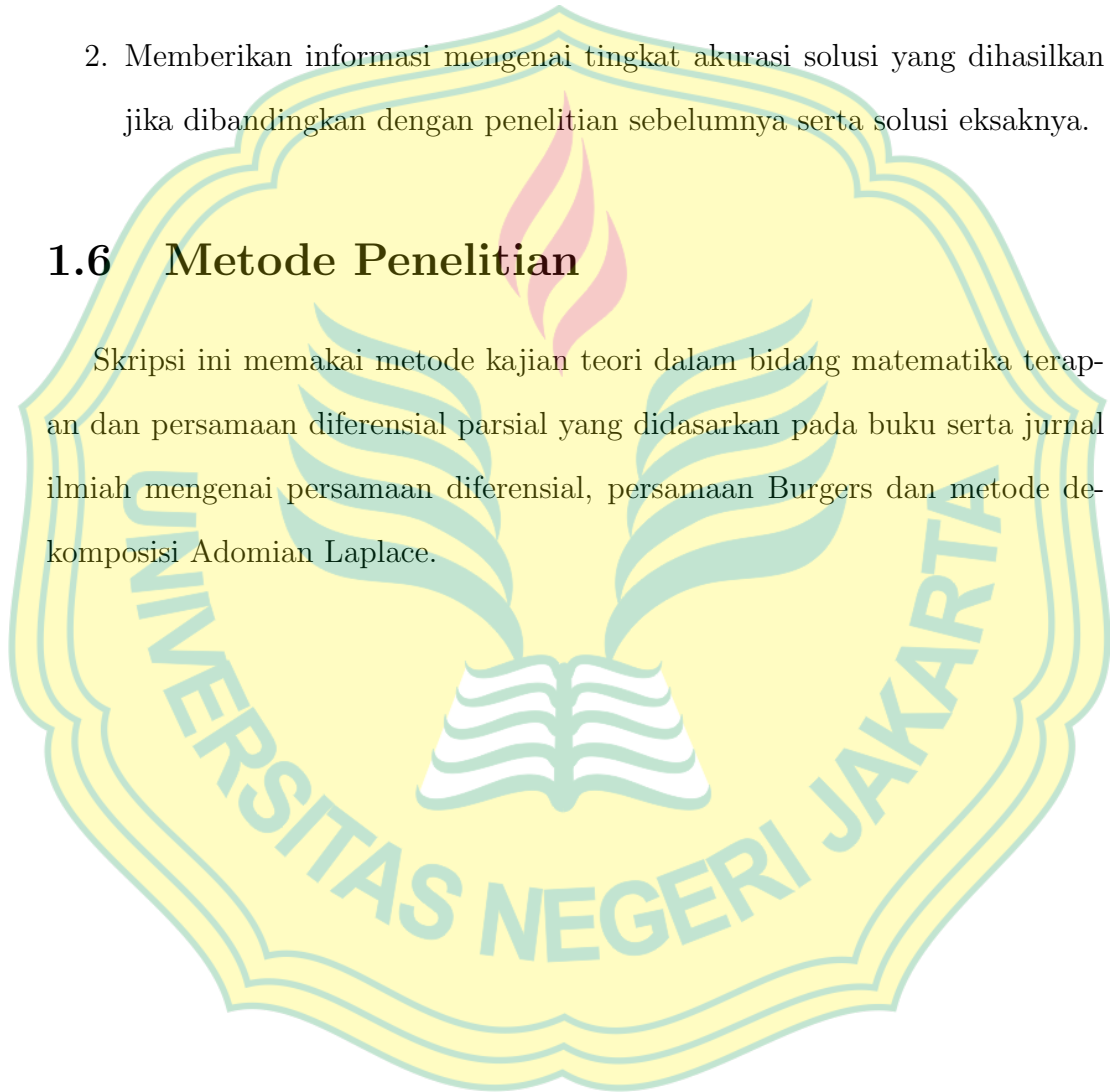 2. Memberikan informasi mengenai tingkat akurasi solusi yang dihasilkan
jika dibandingkan dengan penelitian sebelumnya serta solusi eksaknya.
1.6 Metode Penelitian
Skripsi ini memakai metode kajian teori dalam bidang matematika terap-
an dan persamaan diferensial parsial yang didasarkan pada buku serta jurnal
ilmiah mengenai persamaan diferensial, persamaan Burgers dan metode de-
komposisi Adomian Laplace.
UNIVERSITAS NEGERI JAKARTA